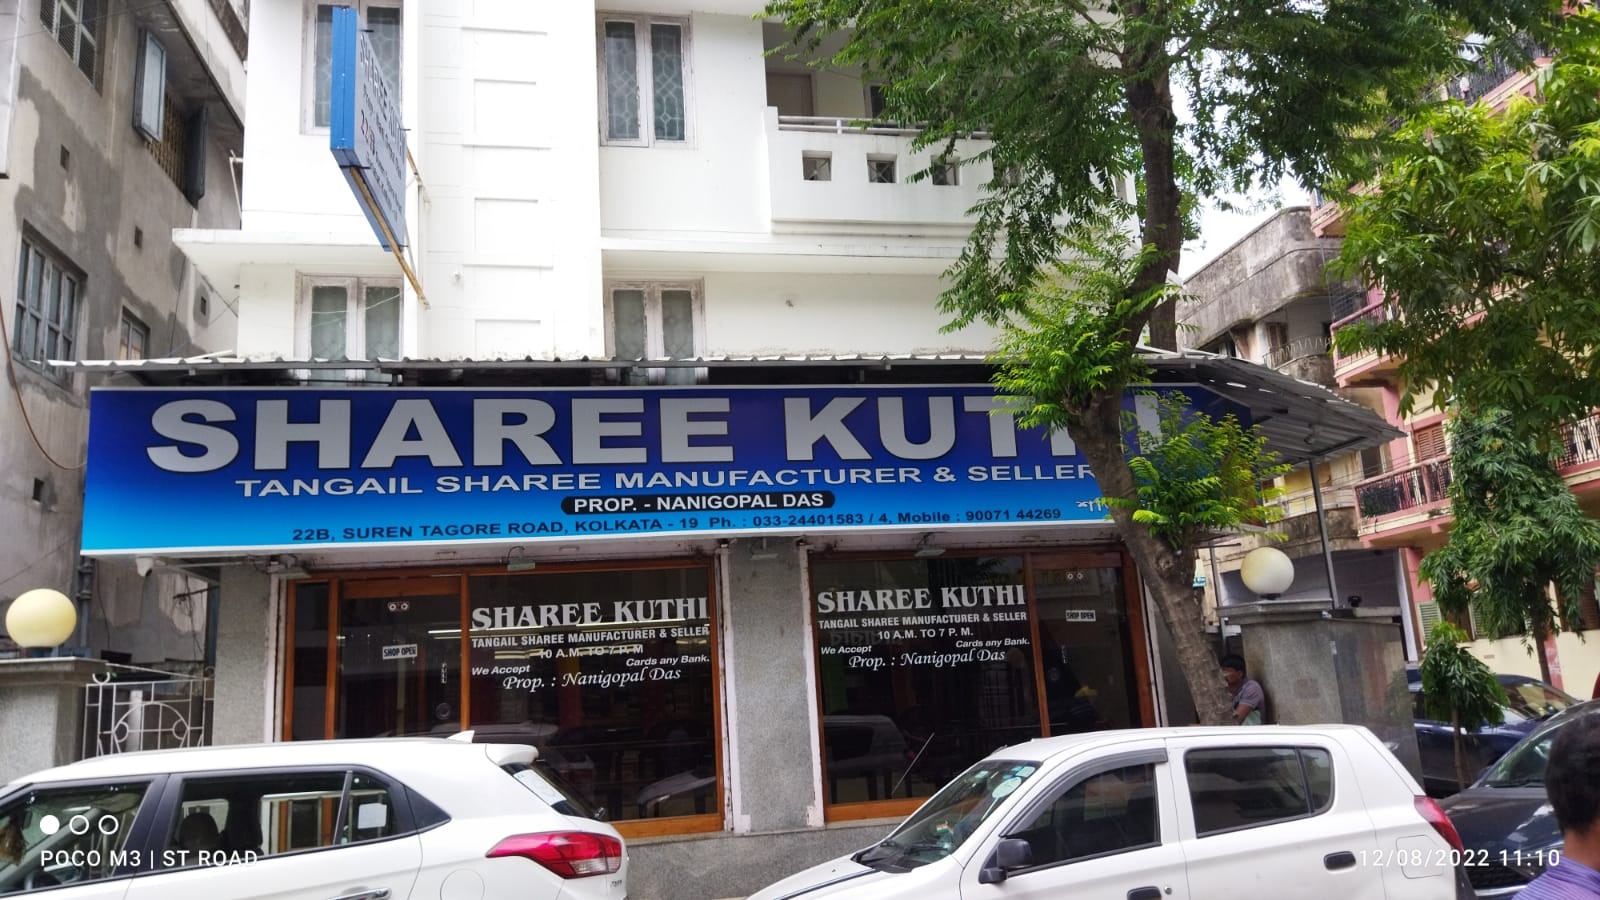 SHAREE KUTHI
TANGAIL SHAREE MANUFACTURER & SELLER
PROP. - NANIGOPAL DAS
22B, SUREN TAGORE ROAD, KOLKATA - 19 Ph. : 033-24401583 / 4, Mobile : 90071 44269
SHAREE KUTHI
TANGAIL SHAREE MANUFACTURER & SELLER
10 A.M. TO 7 P. M
We Accept Cards any Bank.
Prop. : Nanigopal Das
SHOP OPEN
SHAREE KUTHI
TANGAIL SHAREE MANUFACTURER & SELLER
10 A.M. TO 7 P. M.
We Accept Cards any Bank.
Prop. : Nanigopal Das
SHOP OPEN
POCO M3 | ST ROAD
12/08/2022 11:10